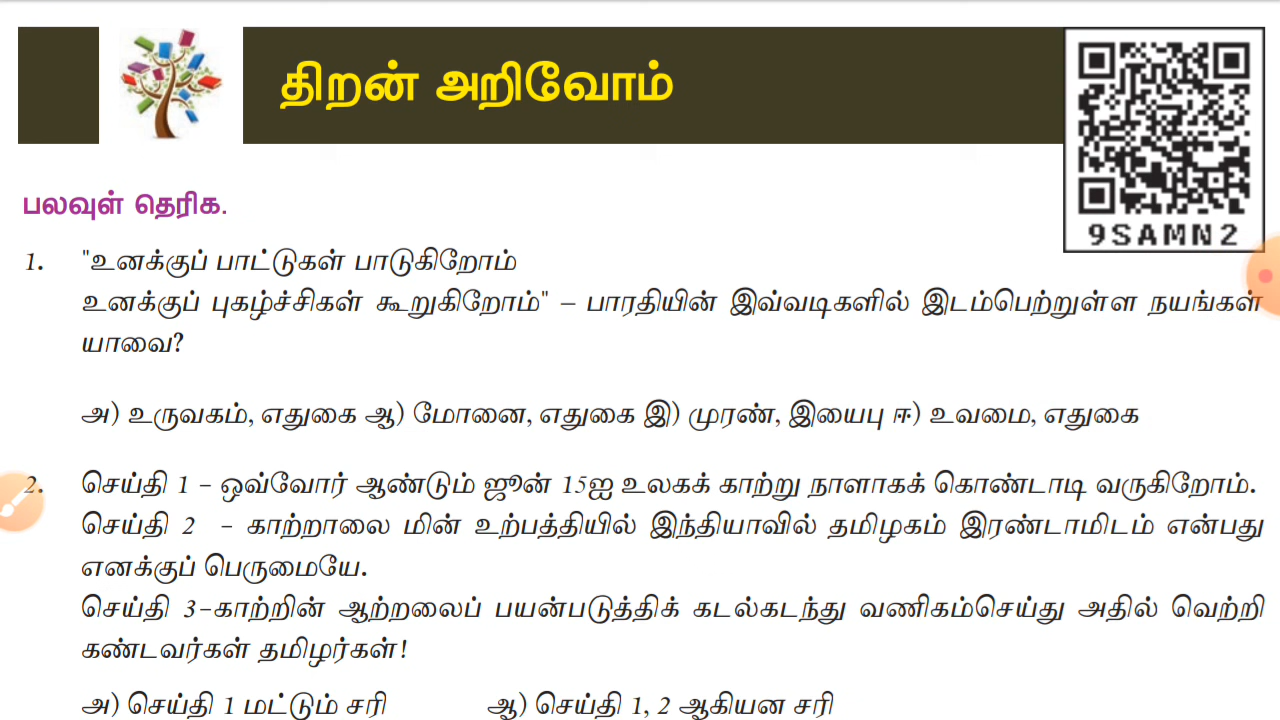 திறன் அறிவோம்
9SAMN2
பலவுள் தெரிக.
1. "உனக்குப் பாட்டுகள் பாடுகிறோம்
உனக்குப் புகழ்ச்சிகள் கூறுகிறோம்" – பாரதியின் இவ்வடிகளில் இடம்பெற்றுள்ள நயங்கள்
யாவை?
அ) உருவகம், எதுகை ஆ) மோனை, எதுகை இ) முரண், இயைபு ஈ) உவமை, எதுகை
2. செய்தி 1 – ஒவ்வோர் ஆண்டும் ஜூன் 15ஐ உலகக் காற்று நாளாகக் கொண்டாடி வருகிறோம்.
செய்தி 2 – காற்றாலை மின் உற்பத்தியில் இந்தியாவில் தமிழகம் இரண்டாமிடம் என்பது
எனக்குப் பெருமையே.
செய்தி 3–காற்றின் ஆற்றலைப் பயன்படுத்திக் கடல்கடந்து வணிகம்செய்து அதில் வெற்றி
கண்டவர்கள் தமிழர்கள்!
அ) செய்தி 1 மட்டும் சரி ஆ) செய்தி 1, 2 ஆகியன சரி